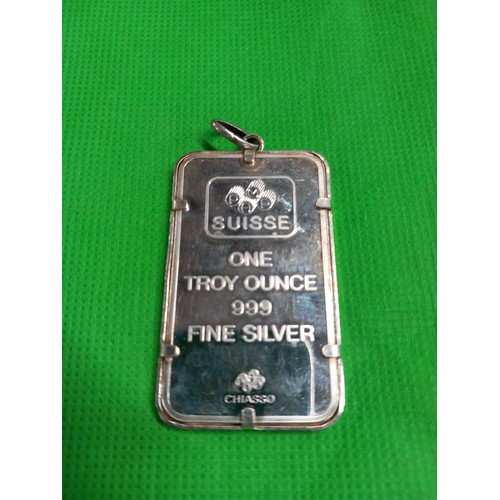 SUISSE
ONE
TROY OUNCE
999
FINE SILVER
CHIASSO